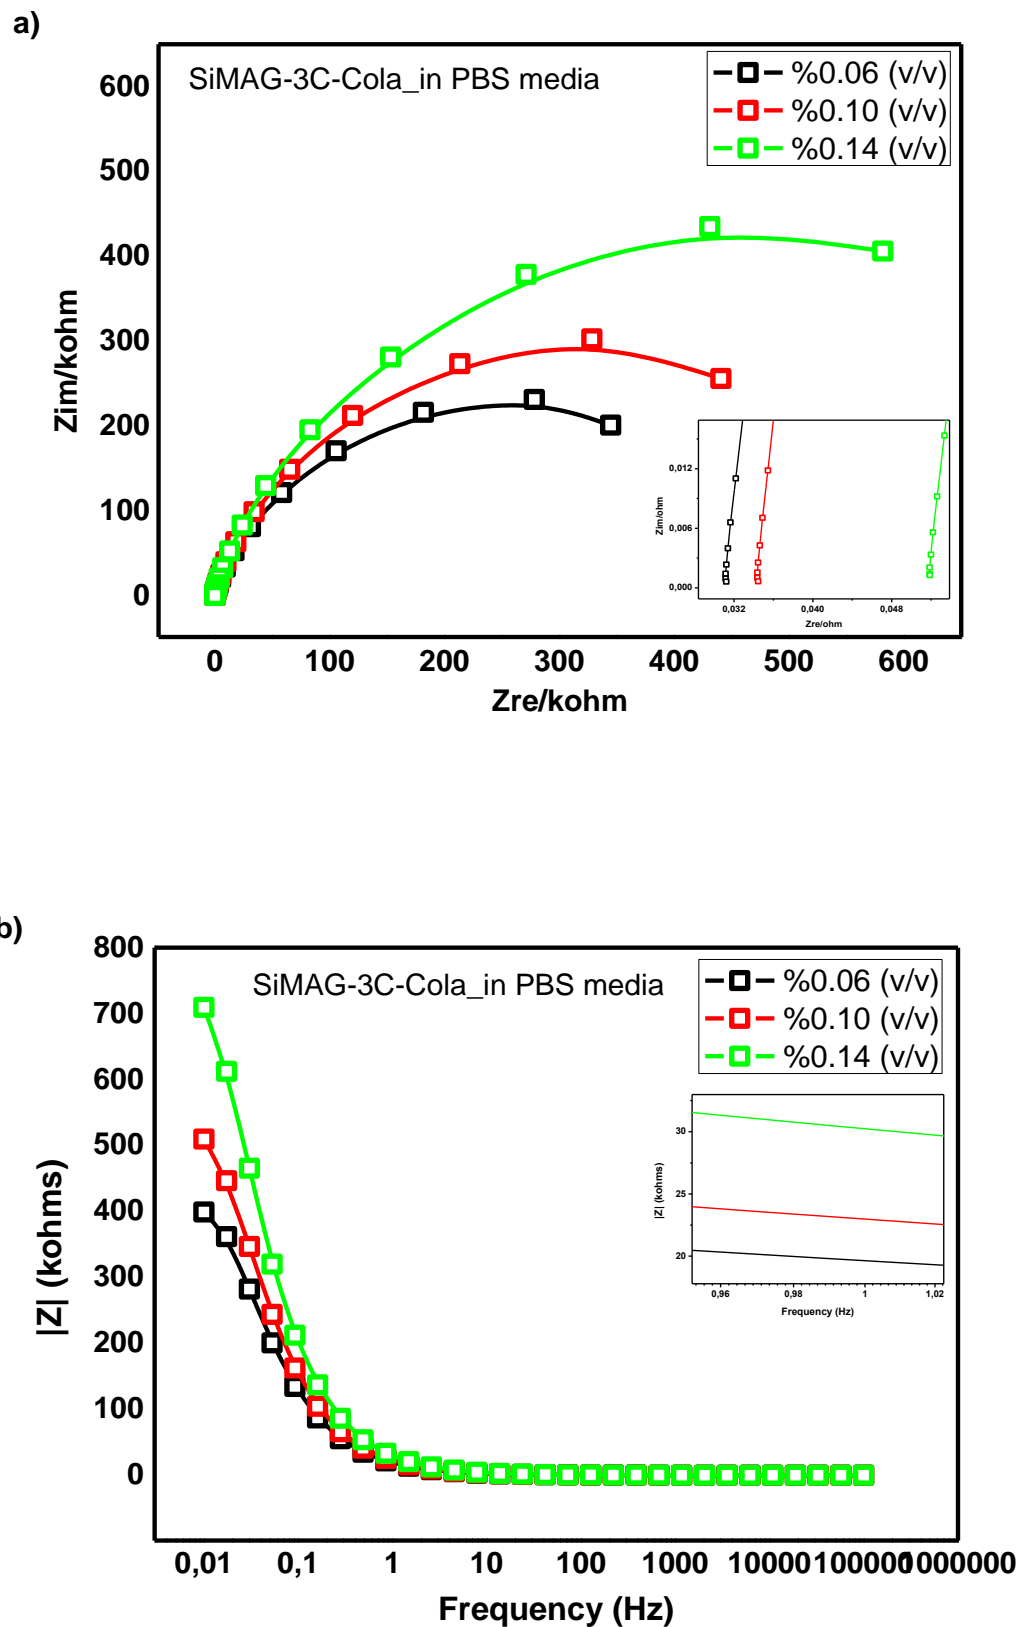 a)
SiMAG-3C-Cola_in PBS media
%0.06 (v/v)
%0.10 (v/v)
%0.14 (v/v)
600
500
400
300
200
100
0
Zim/kohm
0 100 200 300 400 500 600
Zre/kohm
0,012
0,006
0,000
Zim/ohm
0,032 0,040 0,048
Zre/ohm
b)
SiMAG-3C-Cola_in PBS media
%0.06 (v/v)
%0.10 (v/v)
%0.14 (v/v)
800
700
600
500
400
300
200
100
0
|Z| (kohms)
0,01 0,1 1 10 100 1000 10000 100000 1000000
Frequency (Hz)
30
25
20
|Z| (kohms)
0,96 0,98 1 1,02
Frequency (Hz)